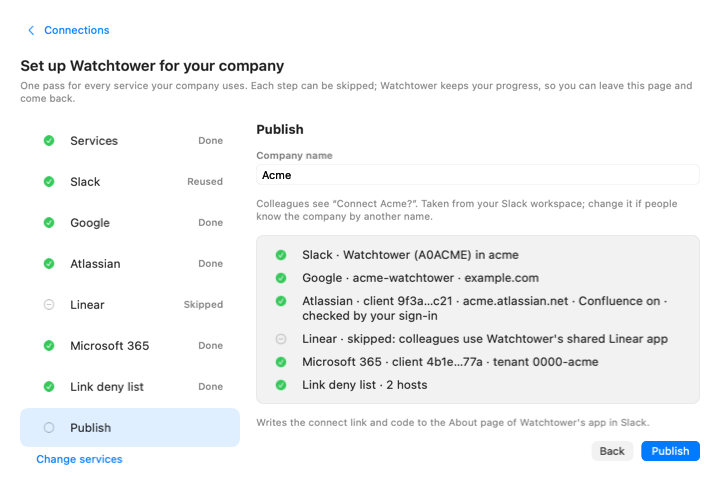 Connections
Set up Watchtower for your company
One pass for every service your company uses. Each step can be skipped; Watchtower keeps your progress, so you can leave this page and
come back.
Services Done
Slack Reused
Google Done
Atlassian Done
Linear Skipped
Microsoft 365 Done
Link deny list Done
Publish
Change services
Publish
Company name
Acme
Colleagues see “Connect Acme?”. Taken from your Slack workspace; change it if people
know the company by another name.
Slack · Watchtower (A0ACME) in acme
Google · acme-watchtower · example.com
Atlassian · client 9f3a…c21 · acme.atlassian.net · Confluence on ·
checked by your sign-in
Linear · skipped: colleagues use Watchtower's shared Linear app
Microsoft 365 · client 4b1e…77a · tenant 0000-acme
Link deny list · 2 hosts
Writes the connect link and code to the About page of Watchtower's app in Slack.
Back Publish